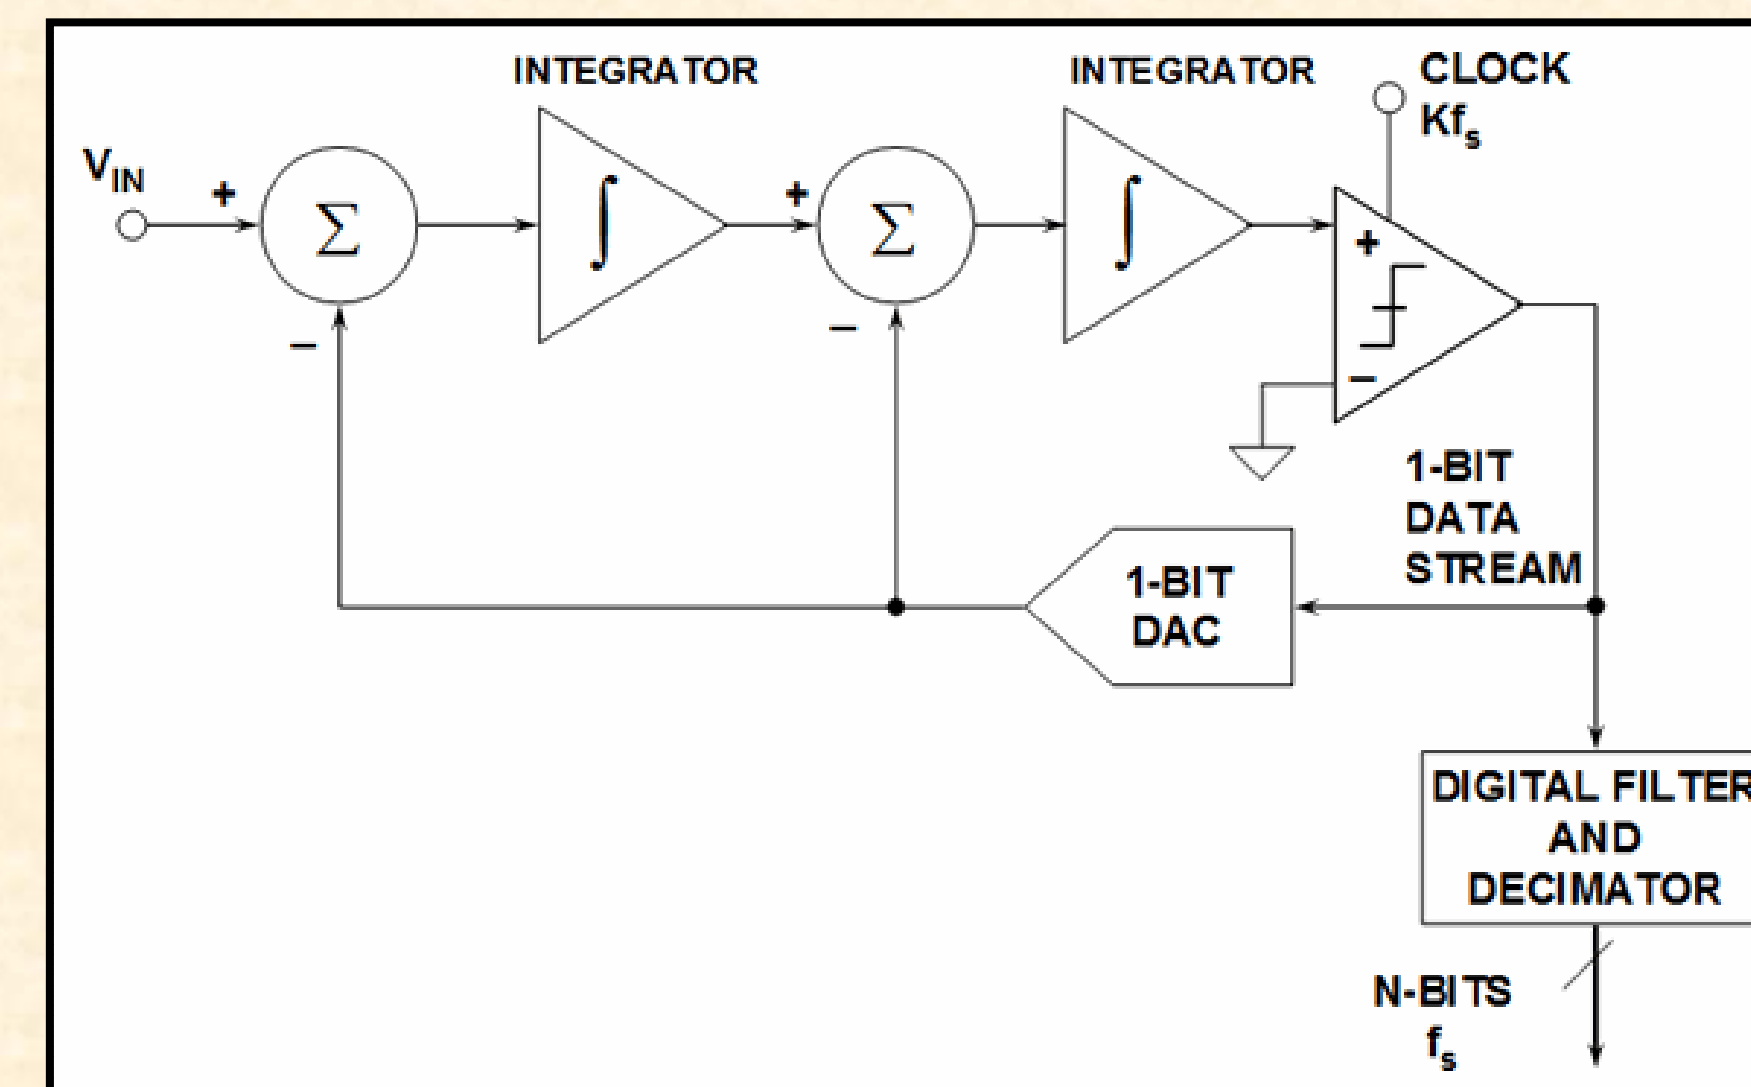 INTEGRATOR
INTEGRATOR
CLOCK
Kfs
VIN
+
Σ
∫
+
Σ
∫
+
−
−
−
1-BIT
DATA
STREAM
1-BIT
DAC
DIGITAL FILTER
AND
DECIMATOR
N-BITS
fs